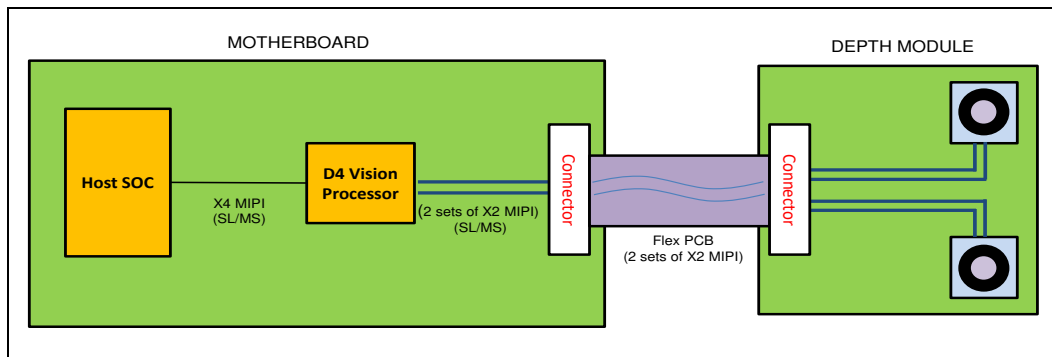 MOTHERBOARD
DEPTH MODULE
Host SOC
X4 MIPI
(SL/MS)
D4 Vision
Processor
(2 sets of X2 MIPI)
(SL/MS)
Connector
Flex PCB
(2 sets of X2 MIPI)
Connector